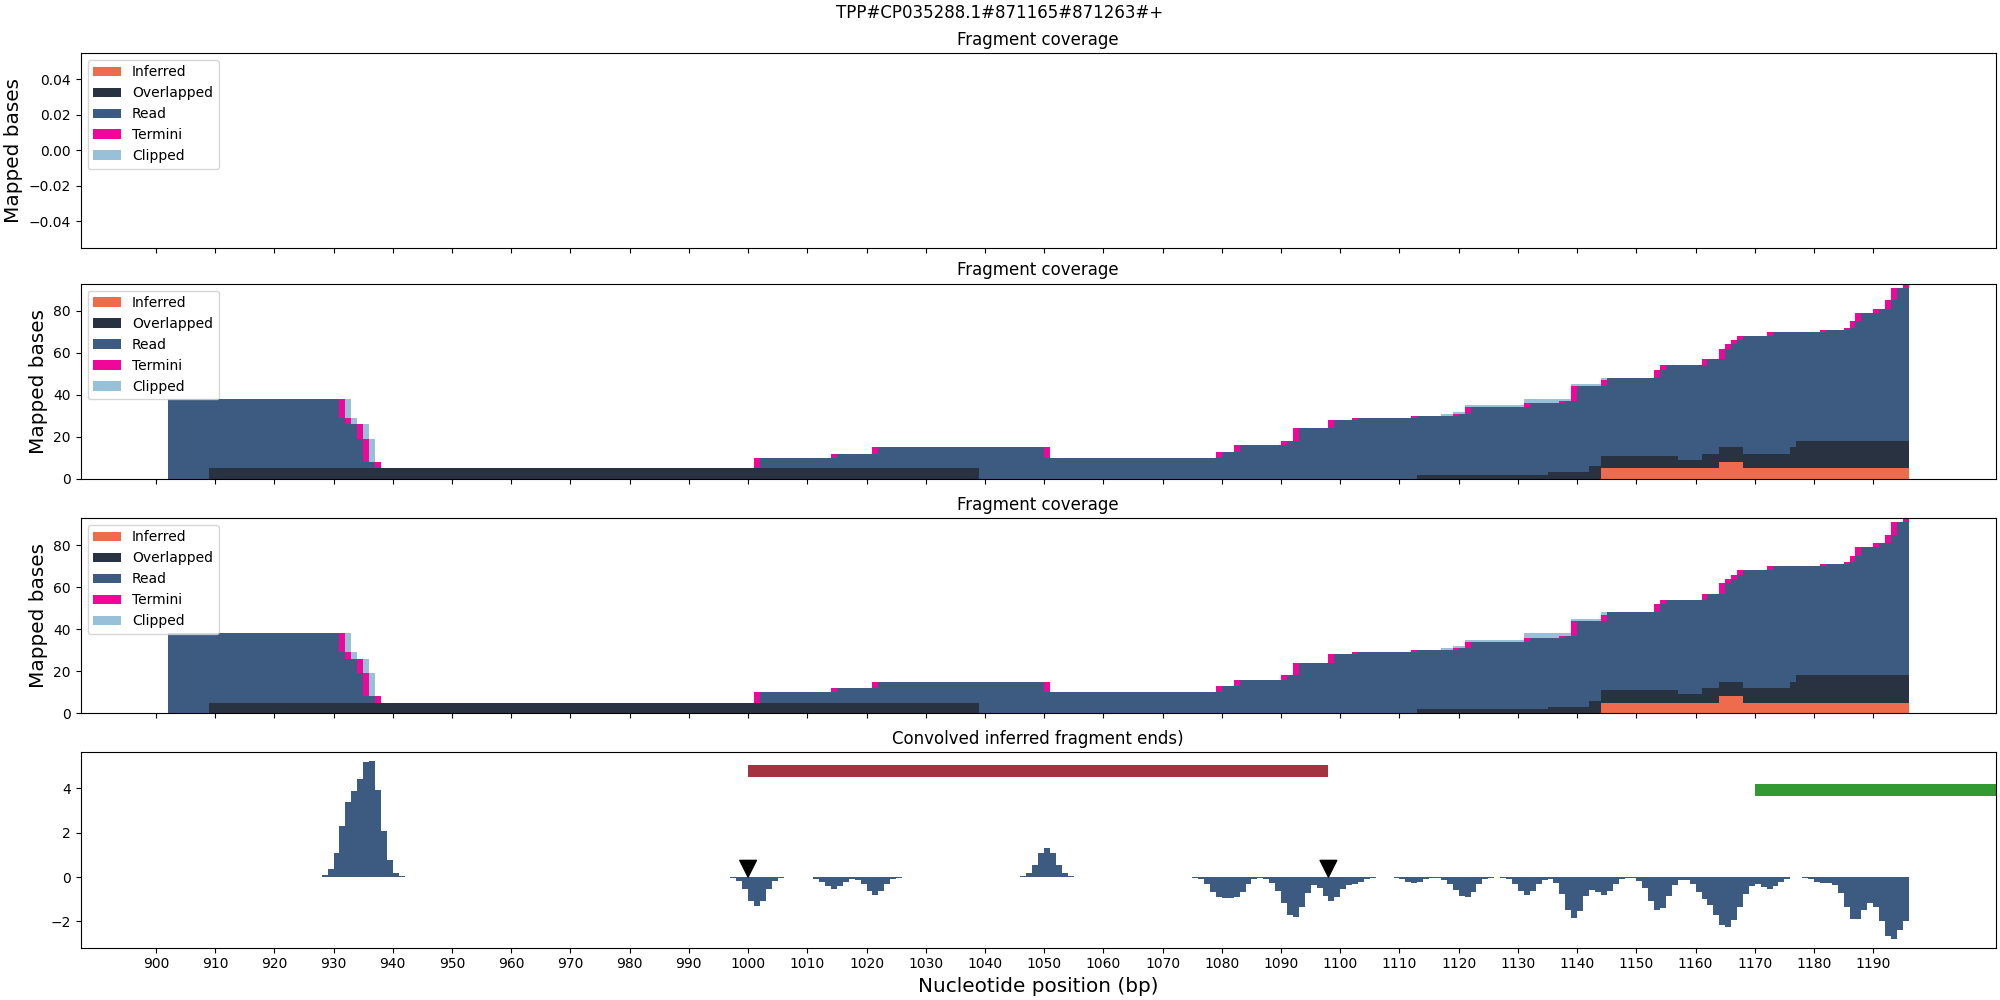 TPP#CP035288.1#871165#871263#+
Fragment coverage
Mapped bases
0.04
0.02
0.00
−0.02
−0.04
Inferred
Overlapped
Read
Termini
Clipped
Fragment coverage
Mapped bases
80
60
40
20
0
Inferred
Overlapped
Read
Termini
Clipped
Fragment coverage
Mapped bases
80
60
40
20
0
Inferred
Overlapped
Read
Termini
Clipped
Convolved inferred fragment ends)
4
2
0
−2
900 910 920 930 940 950 960 970 980 990 1000 1010 1020 1030 1040 1050 1060 1070 1080 1090 1100 1110 1120 1130 1140 1150 1160 1170 1180 1190
Nucleotide position (bp)